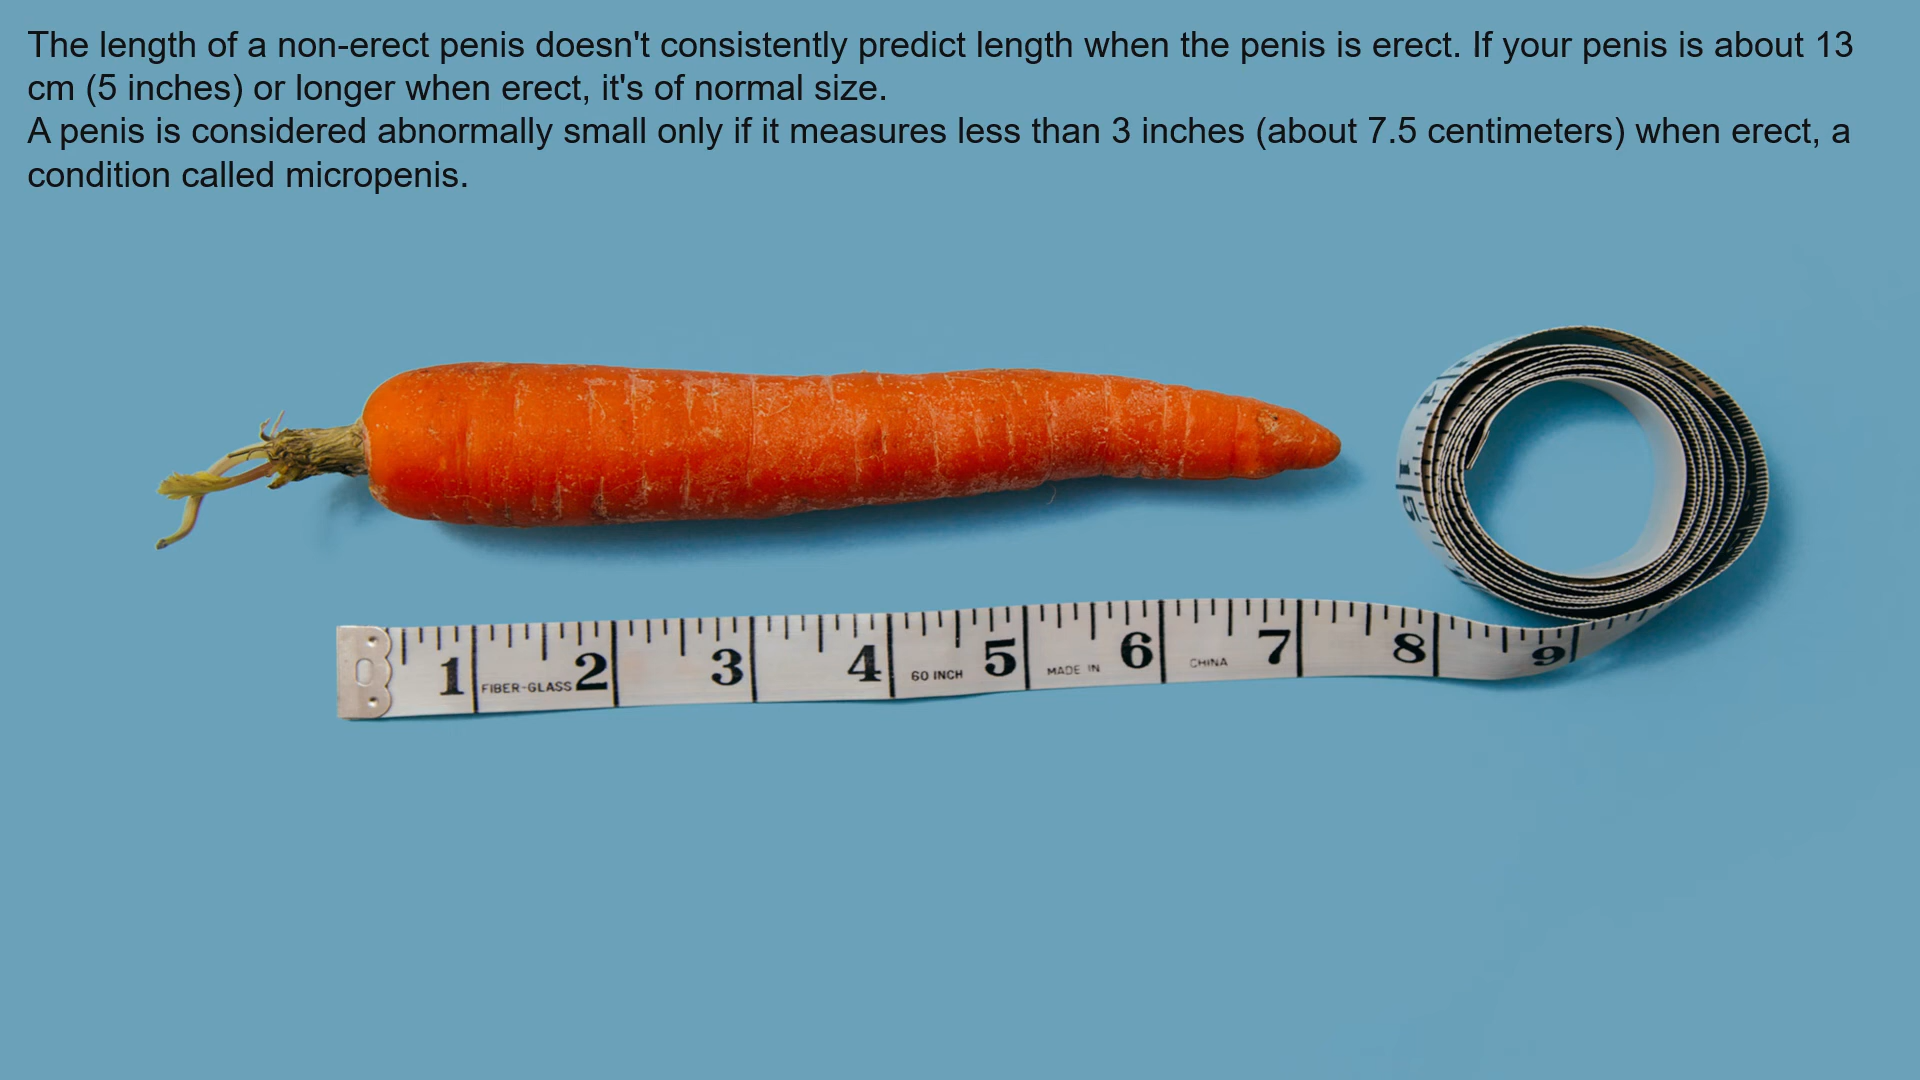 The length of a non-erect penis doesn't consistently predict length when the penis is erect. If your penis is about 13
cm (5 inches) or longer when erect, it's of normal size.
A penis is considered abnormally small only if it measures less than 3 inches (about 7.5 centimeters) when erect, a
condition called micropenis.
1 FIBER-GLASS 2 3 4 60 INCH 5 MADE IN 6 CHINA 7 8 9